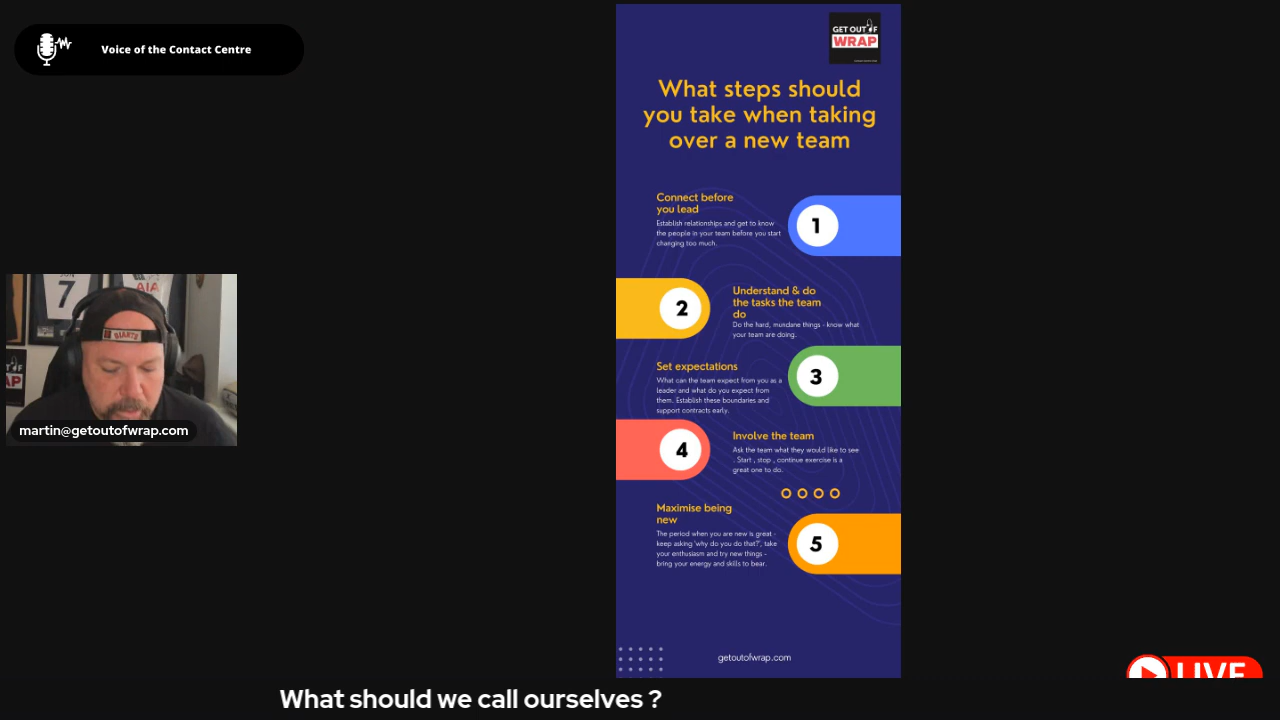 Voice of the Contact Centre
GET OUT OF
WRAP
What steps should
you take when taking
over a new team
Connect before
you lead
Establish relationships and get to know
the people in your team before you start
changing too much.
1
2
Understand & do
the tasks the team
do
Do the hard, mundane things - know what
your team are doing.
Set expectations
What can the team expect from you as a
leader and what do you expect from
them. Establish these boundaries and
support contracts early.
3
4
Involve the team
Ask the team what they would like to see
. Start , stop , continue exercise is a
great one to do.
Maximise being
new
The period when you are new is great -
keep asking 'why do you do that?', take
your enthusiasm and try new things -
bring your energy and skills to bear.
5
getoutofwrap.com
7
AIA
GIANTS
martin@getoutofwrap.com
LIVE
What should we call ourselves ?